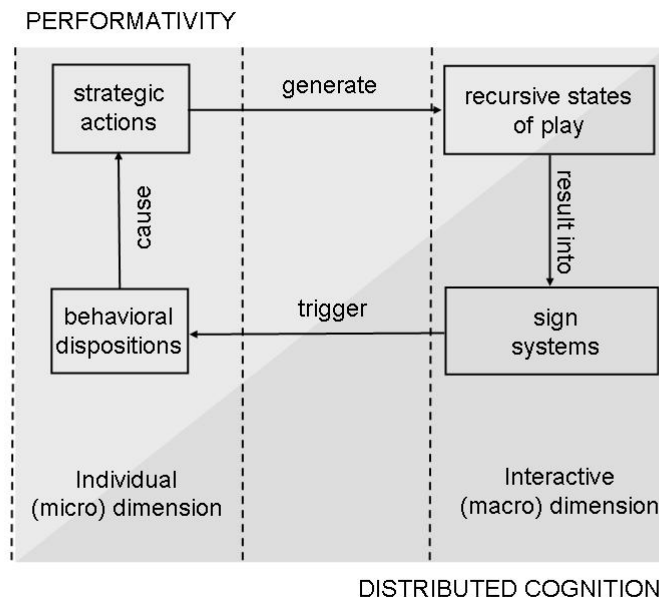 PERFORMATIVITY
strategic
actions
generate
recursive states
of play
cause
result into
behavioral
dispositions
trigger
sign
systems
Individual
(micro) dimension
Interactive
(macro) dimension
DISTRIBUTED COGNITION